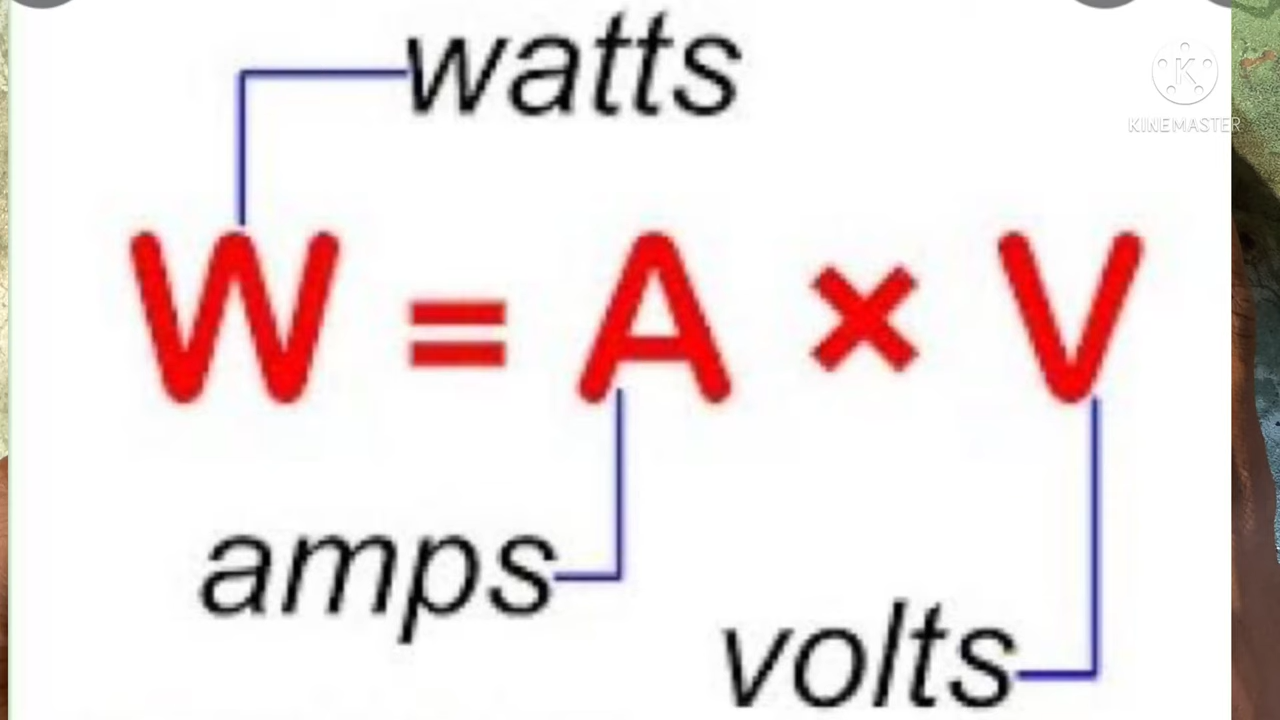 watts
K
KINEMASTER
W = A × V
amps
volts